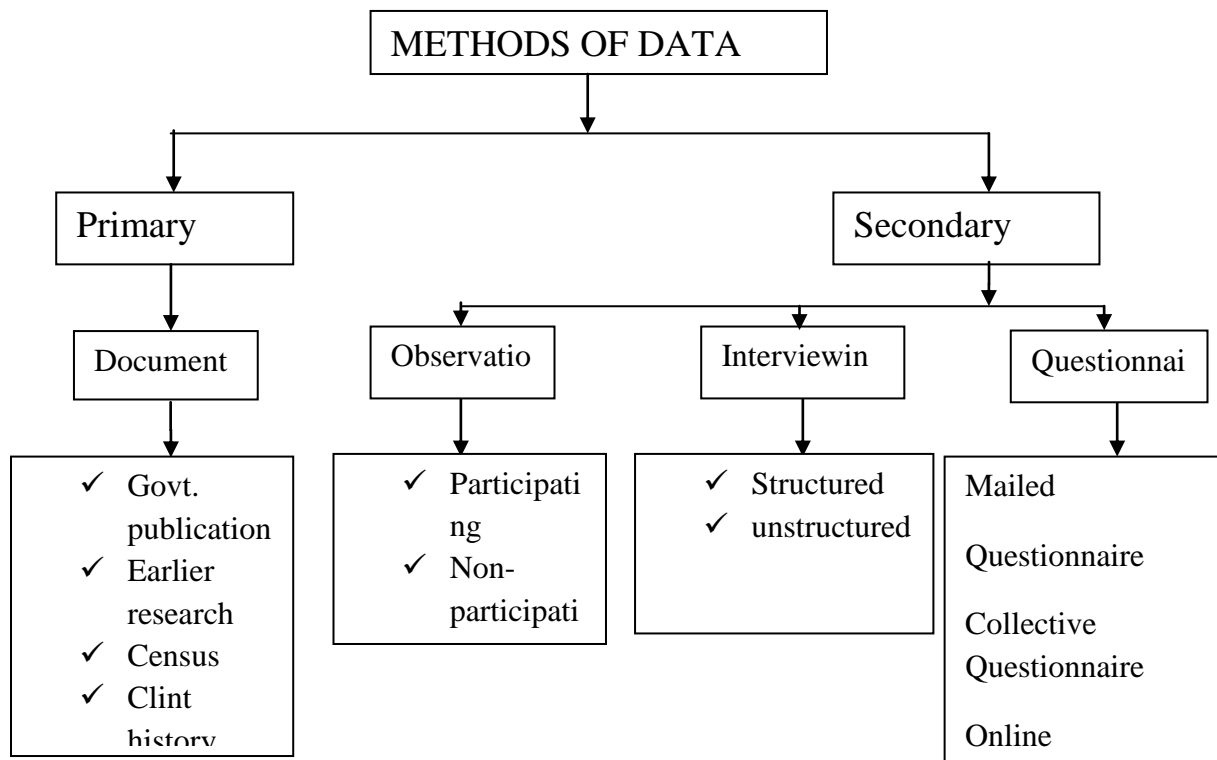 METHODS OF DATA
Primary
Secondary
Document
Observatio
Interviewin
Questionnai
✓ Govt.
publication
✓ Earlier
research
✓ Census
✓ Clint
history
✓ Participati
ng
✓ Non-
participati
✓ Structured
✓ unstructured
Mailed
Questionnaire
Collective
Questionnaire
Online